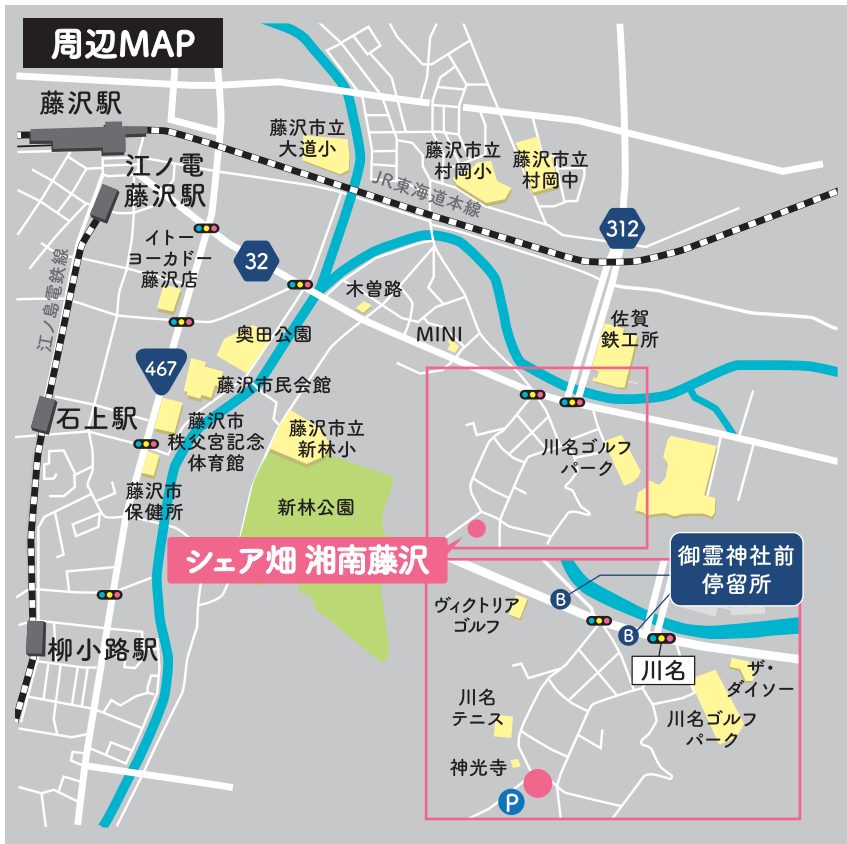 周辺MAP
藤沢駅
江ノ電
藤沢駅
藤沢市立
大道小
藤沢市立
村岡小
藤沢市立
村岡中
JR東海道本線
312
イトー
ヨーカドー
藤沢店
32
江ノ島電鉄線
木曽路
MINI
佐賀
鉄工所
奥田公園
467
藤沢市民会館
石上駅
藤沢市
秩父宮記念
体育館
藤沢市立
新林小
川名ゴルフ
パーク
藤沢市
保健所
新林公園
シェア畑 湘南藤沢
御霊神社前
停留所
B
B
ヴィクトリア
ゴルフ
柳小路駅
川名
ザ・
ダイソー
川名
テニス
川名ゴルフ
パーク
神光寺
P